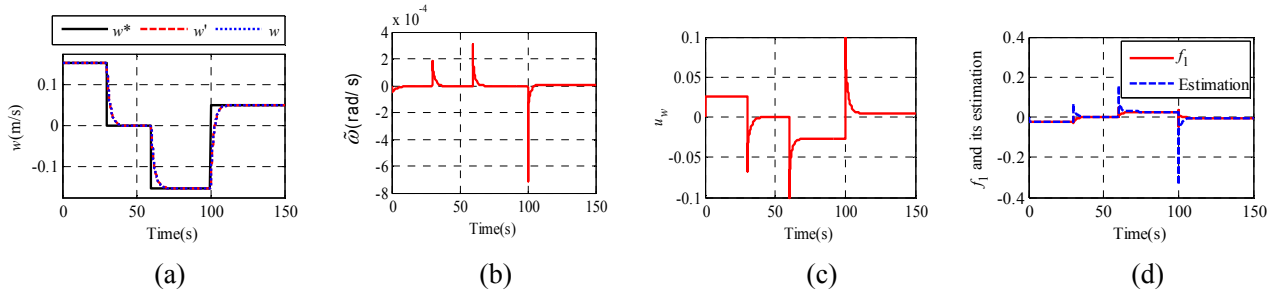 w* w' w
w(m/s)
0.1
0
-0.1
0 50 100 150
Time(s)
(a)
x 10⁻⁴
ω̃(rad/ s)
4
2
0
-2
-4
-6
-8
0 50 100 150
Time(s)
(b)
u_w
0.1
0.05
0
-0.05
-0.1
0 50 100 150
Time(s)
(c)
f₁ and its estimation
0.4
0.2
0
-0.2
-0.4
f₁
Estimation
0 50 100 150
Time(s)
(d)